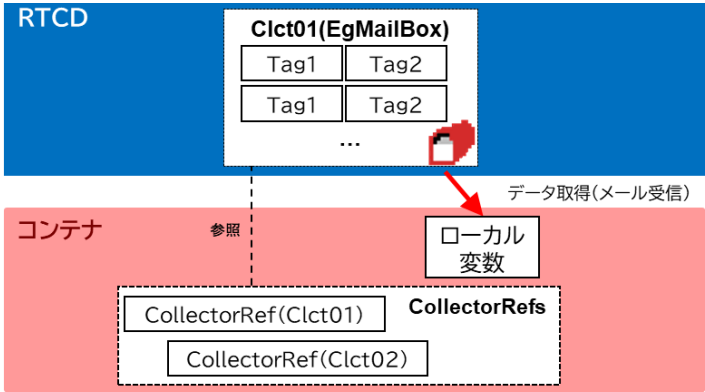 RTCD
Clct01(EgMailBox)
Tag1 Tag2
Tag1 Tag2
...
データ取得(メール受信)
コンテナ
参照
ローカル
変数
CollectorRefs
CollectorRef(Clct01)
CollectorRef(Clct02)